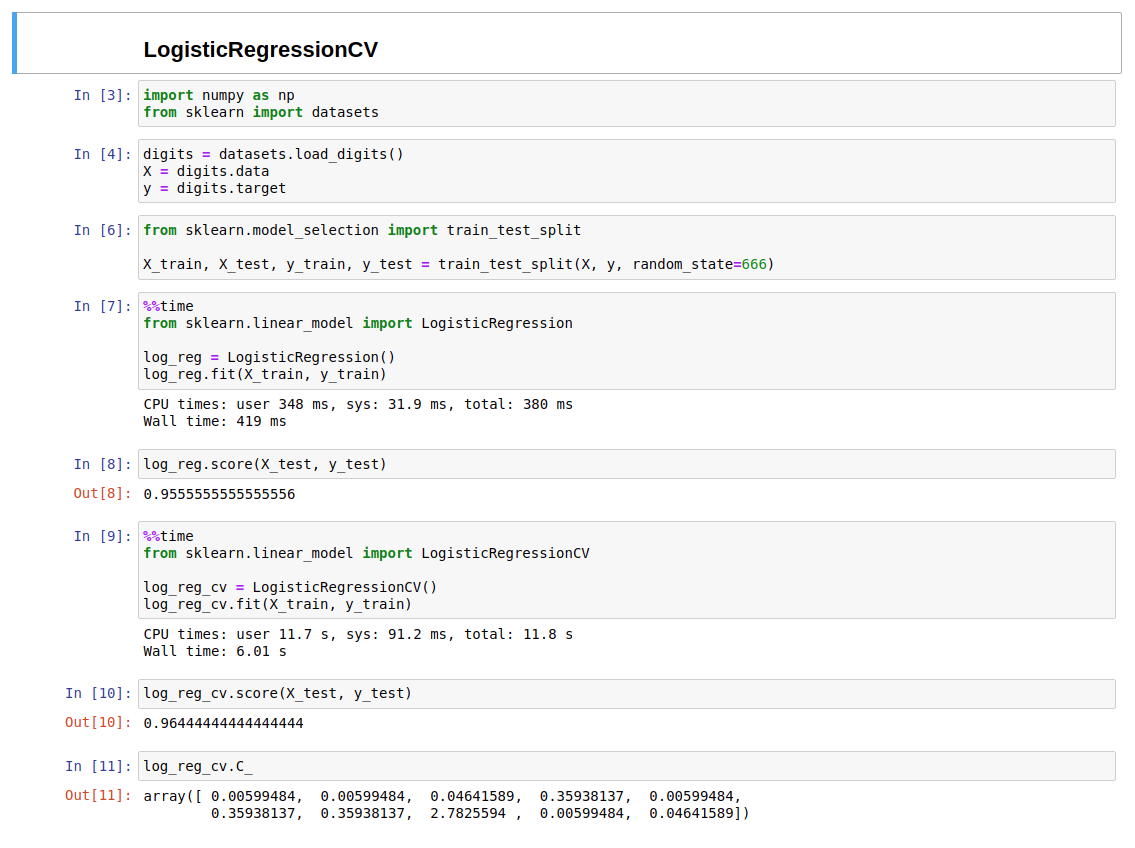 LogisticRegressionCV
In [3]: import numpy as np
from sklearn import datasets
In [4]: digits = datasets.load_digits()
X = digits.data
y = digits.target
In [6]: from sklearn.model_selection import train_test_split
X_train, X_test, y_train, y_test = train_test_split(X, y, random_state=666)
In [7]: %%time
from sklearn.linear_model import LogisticRegression
log_reg = LogisticRegression()
log_reg.fit(X_train, y_train)
CPU times: user 348 ms, sys: 31.9 ms, total: 380 ms
Wall time: 419 ms
In [8]: log_reg.score(X_test, y_test)
Out[8]: 0.9555555555555556
In [9]: %%time
from sklearn.linear_model import LogisticRegressionCV
log_reg_cv = LogisticRegressionCV()
log_reg_cv.fit(X_train, y_train)
CPU times: user 11.7 s, sys: 91.2 ms, total: 11.8 s
Wall time: 6.01 s
In [10]: log_reg_cv.score(X_test, y_test)
Out[10]: 0.96444444444444444
In [11]: log_reg_cv.C_
Out[11]: array([ 0.00599484,  0.00599484,  0.04641589,  0.35938137,  0.00599484,
0.35938137,  0.35938137,  2.7825594 ,  0.00599484,  0.04641589])